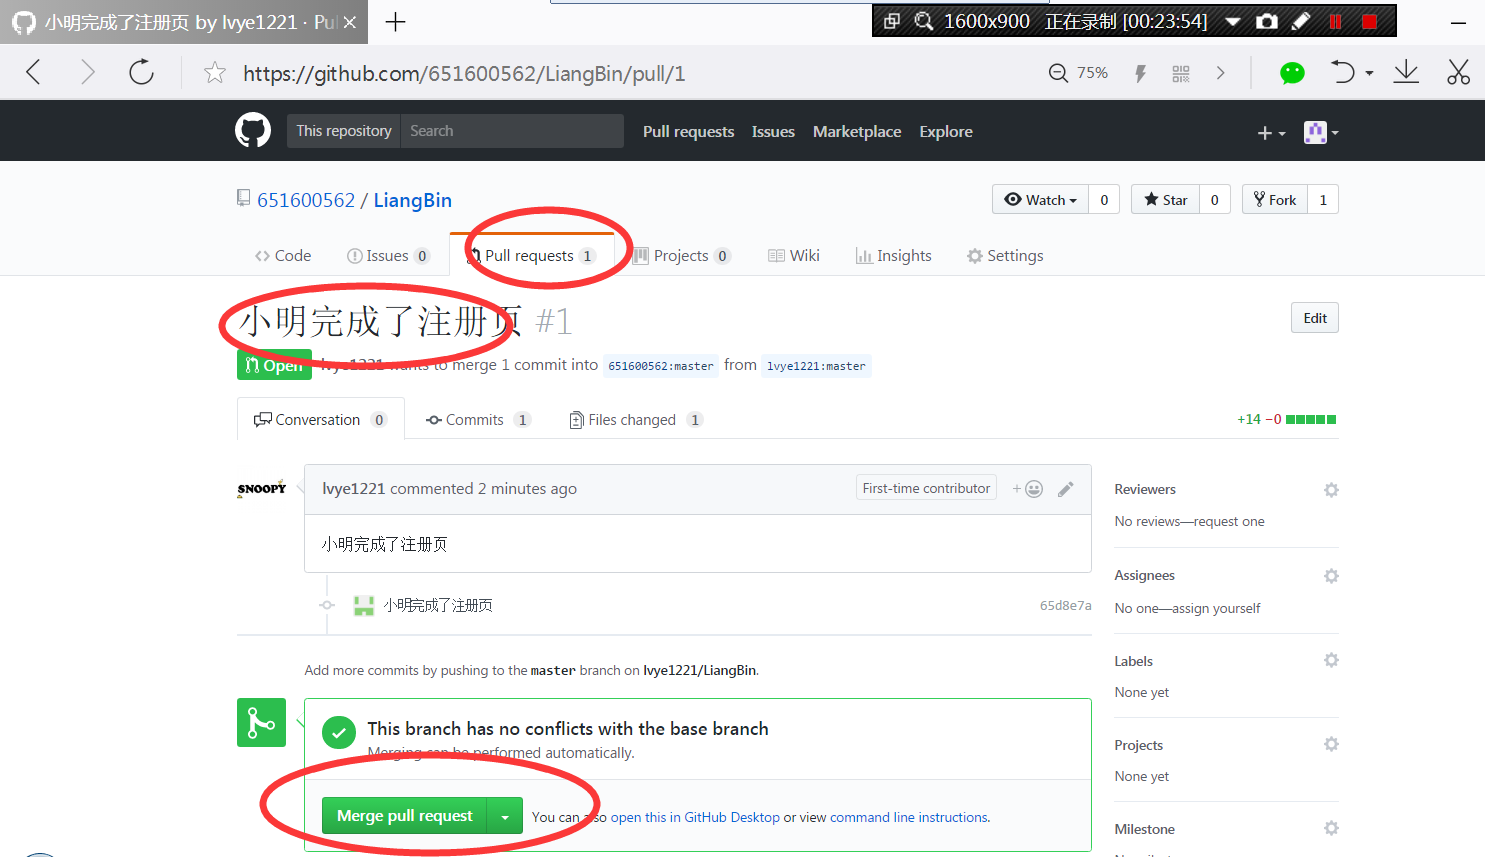 小明完成了注册页 by lvye1221 · Pul
1600x900 正在录制 [00:23:54]
https://github.com/651600562/LiangBin/pull/1
75%
This repository Search Pull requests Issues Marketplace Explore
651600562 / LiangBin
Watch 0 Star 0 Fork 1
Code Issues 0 Pull requests 1 Projects 0 Wiki Insights Settings
小明完成了注册页 #1
Edit
Open lvye1221 wants to merge 1 commit into 651600562:master from lvye1221:master
Conversation 0 Commits 1 Files changed 1
+14 −0
SNOOPY
lvye1221 commented 2 minutes ago
First-time contributor
小明完成了注册页
小明完成了注册页
65d8e7a
Add more commits by pushing to the master branch on lvye1221/LiangBin.
This branch has no conflicts with the base branch
Merging can be performed automatically.
Merge pull request
You can also open this in GitHub Desktop or view command line instructions.
Reviewers
No reviews—request one
Assignees
No one—assign yourself
Labels
None yet
Projects
None yet
Milestone